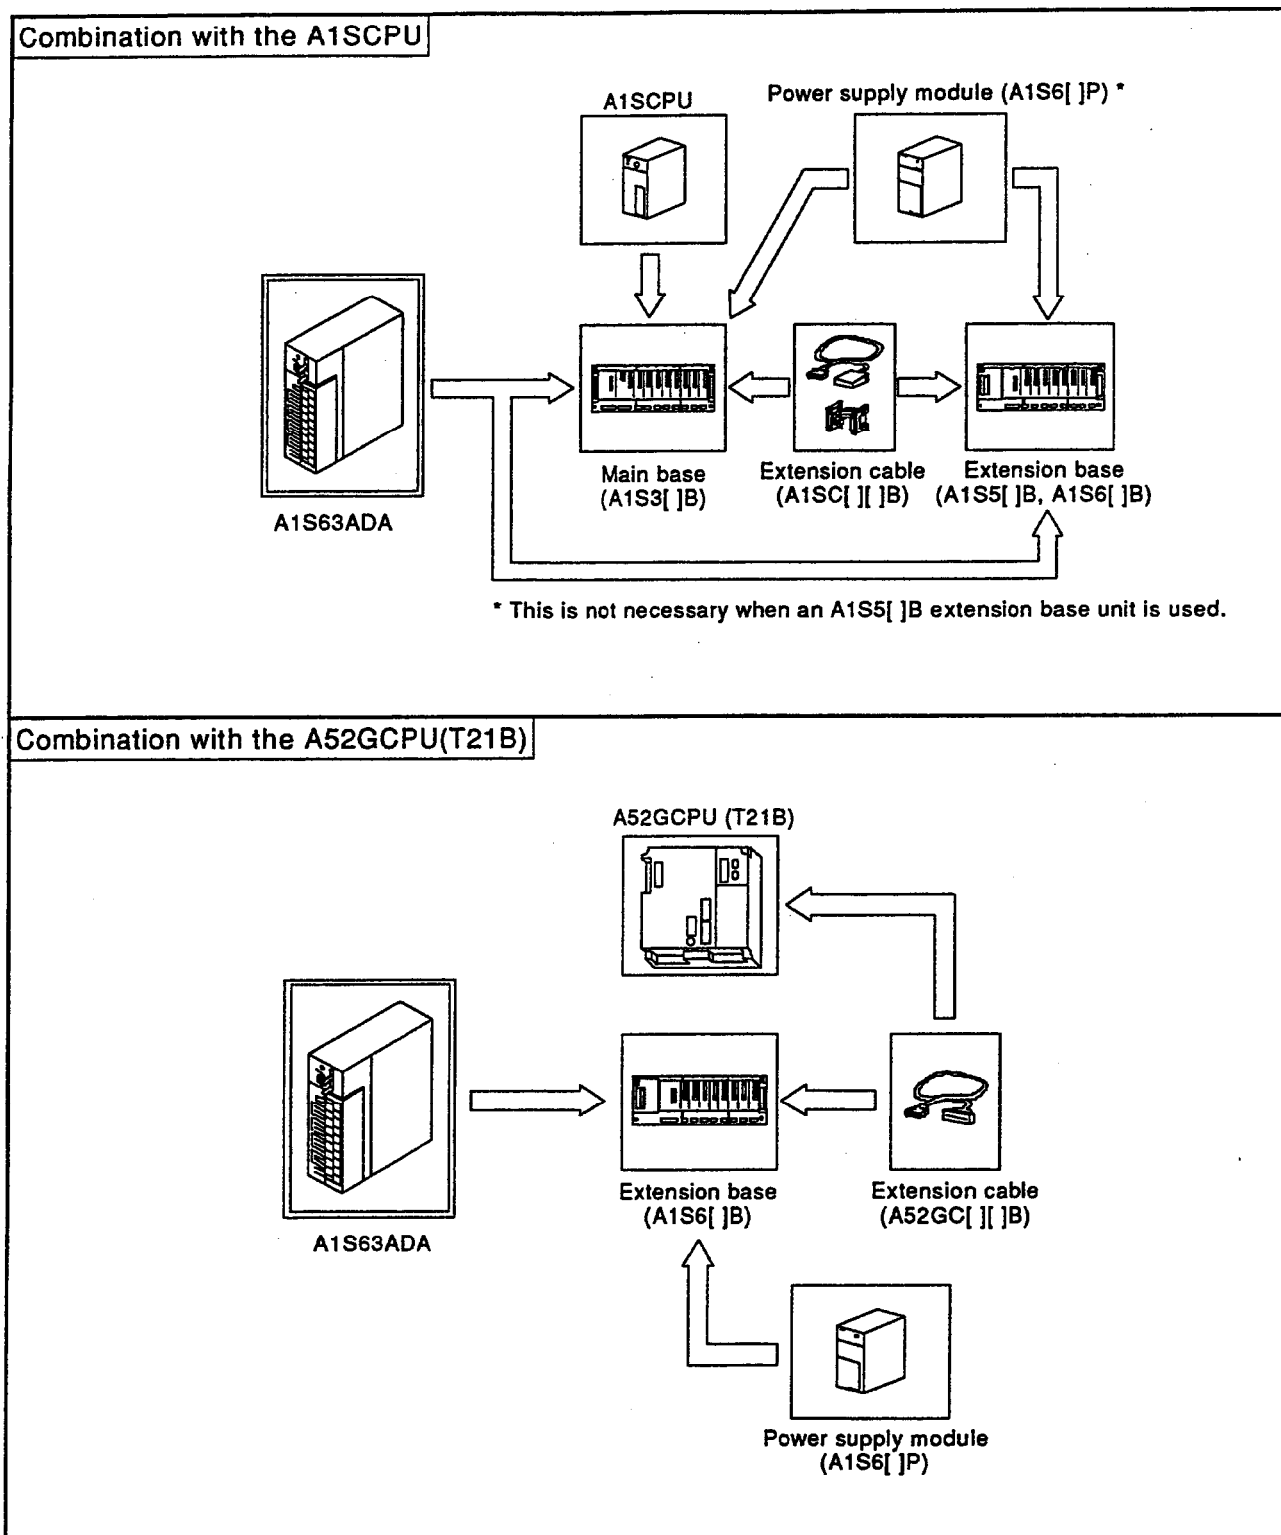 Combination with the A1SCPU
A1SCPU
Power supply module (A1S6[ ]P) *
Main base
(A1S3[ ]B)
Extension cable
(A1SC[ ][ ]B)
Extension base
(A1S5[ ]B, A1S6[ ]B)
A1S63ADA
* This is not necessary when an A1S5[ ]B extension base unit is used.
Combination with the A52GCPU(T21B)
A52GCPU (T21B)
Extension base
(A1S6[ ]B)
Extension cable
(A52GC[ ][ ]B)
A1S63ADA
Power supply module
(A1S6[ ]P)